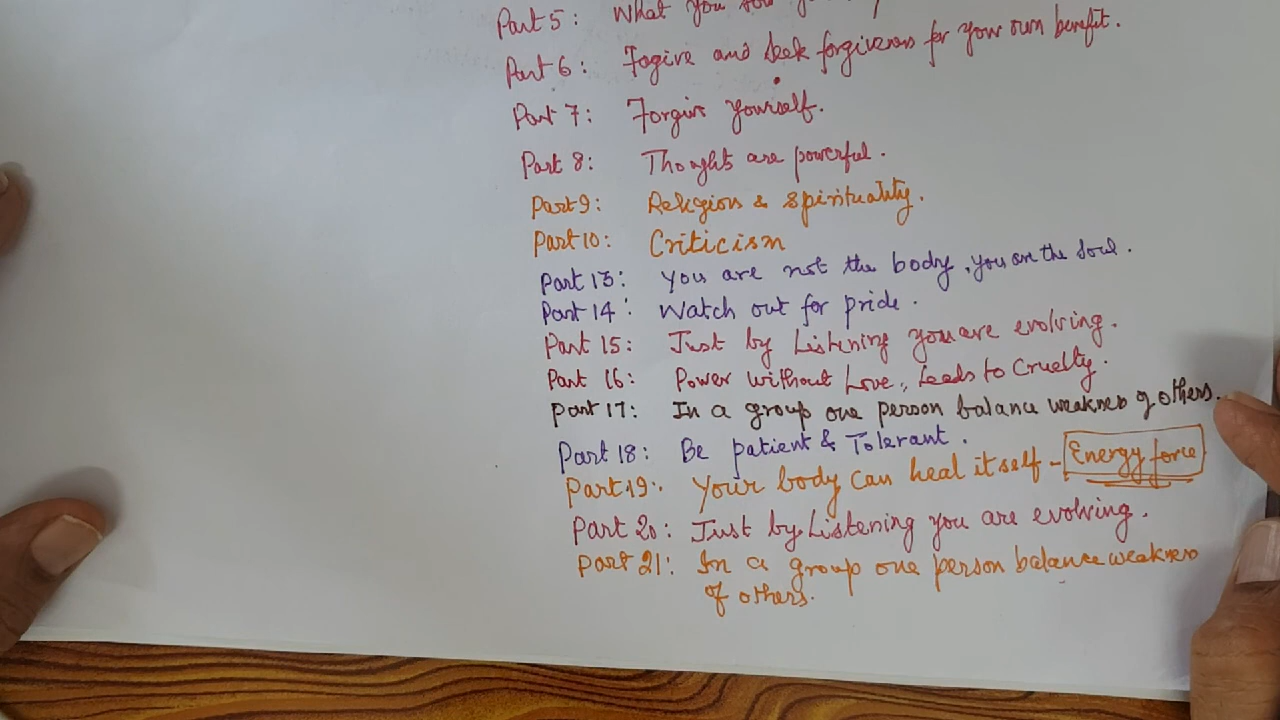 Part 5: What you sow
Part 6: Fogive and seek forgiveness for your own benefit.
Part 7: Forgive yourself.
Part 8: Thoughts are powerful.
Part 9: Religion & spirituality.
Part 10: Criticism
Part 13: You are not the body, you are the soul.
Part 14: Watch out for pride.
Part 15: Just by Listening you are evolving.
Part 16: Power without Love, Leads to Cruelty.
Part 17: In a group one person balance weakness of others.
Part 18: Be patient & Tolerant.
Part 19: Your body can heal itself - Energy force
Part 20: Just by Listening you are evolving.
Part 21: In a group one person balance weakness
of others.